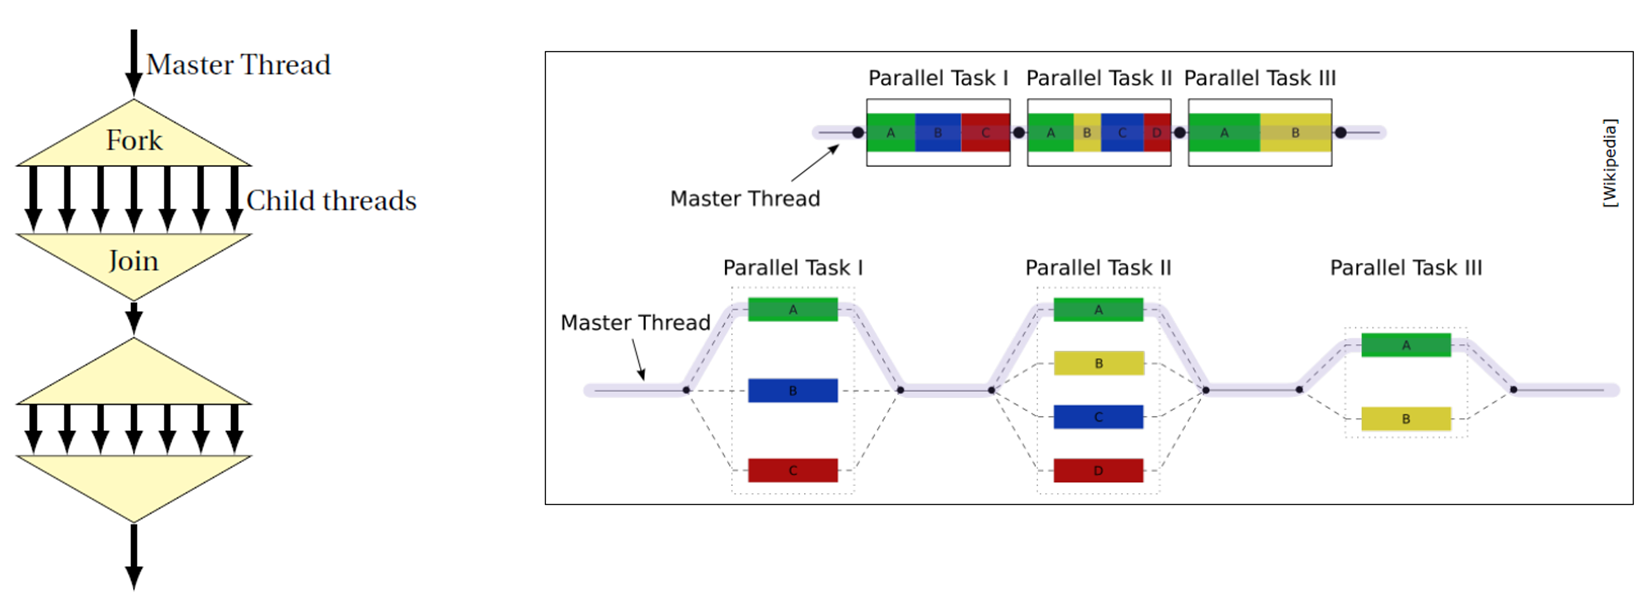 Master Thread
Fork
Child threads
Join
Parallel Task I Parallel Task II Parallel Task III
A B C A B C D A B
Master Thread
[Wikipedia]
Parallel Task I Parallel Task II Parallel Task III
Master Thread
A A
B
A
B
C
B
C D